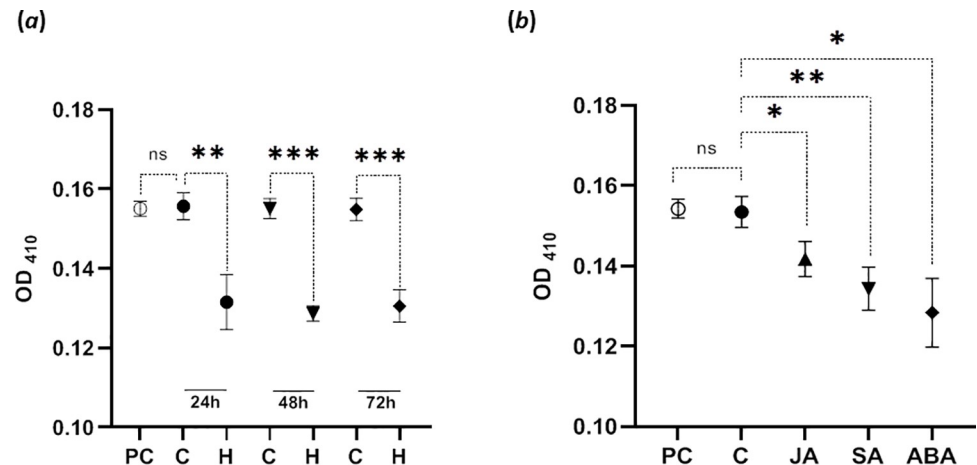 (a)
ns
**
***
***
0.18
0.16
0.14
0.12
0.10
OD 410
24h
48h
72h
PC C H C H C H
(b)
*
**
*
ns
0.18
0.16
0.14
0.12
0.10
OD 410
PC C JA SA ABA